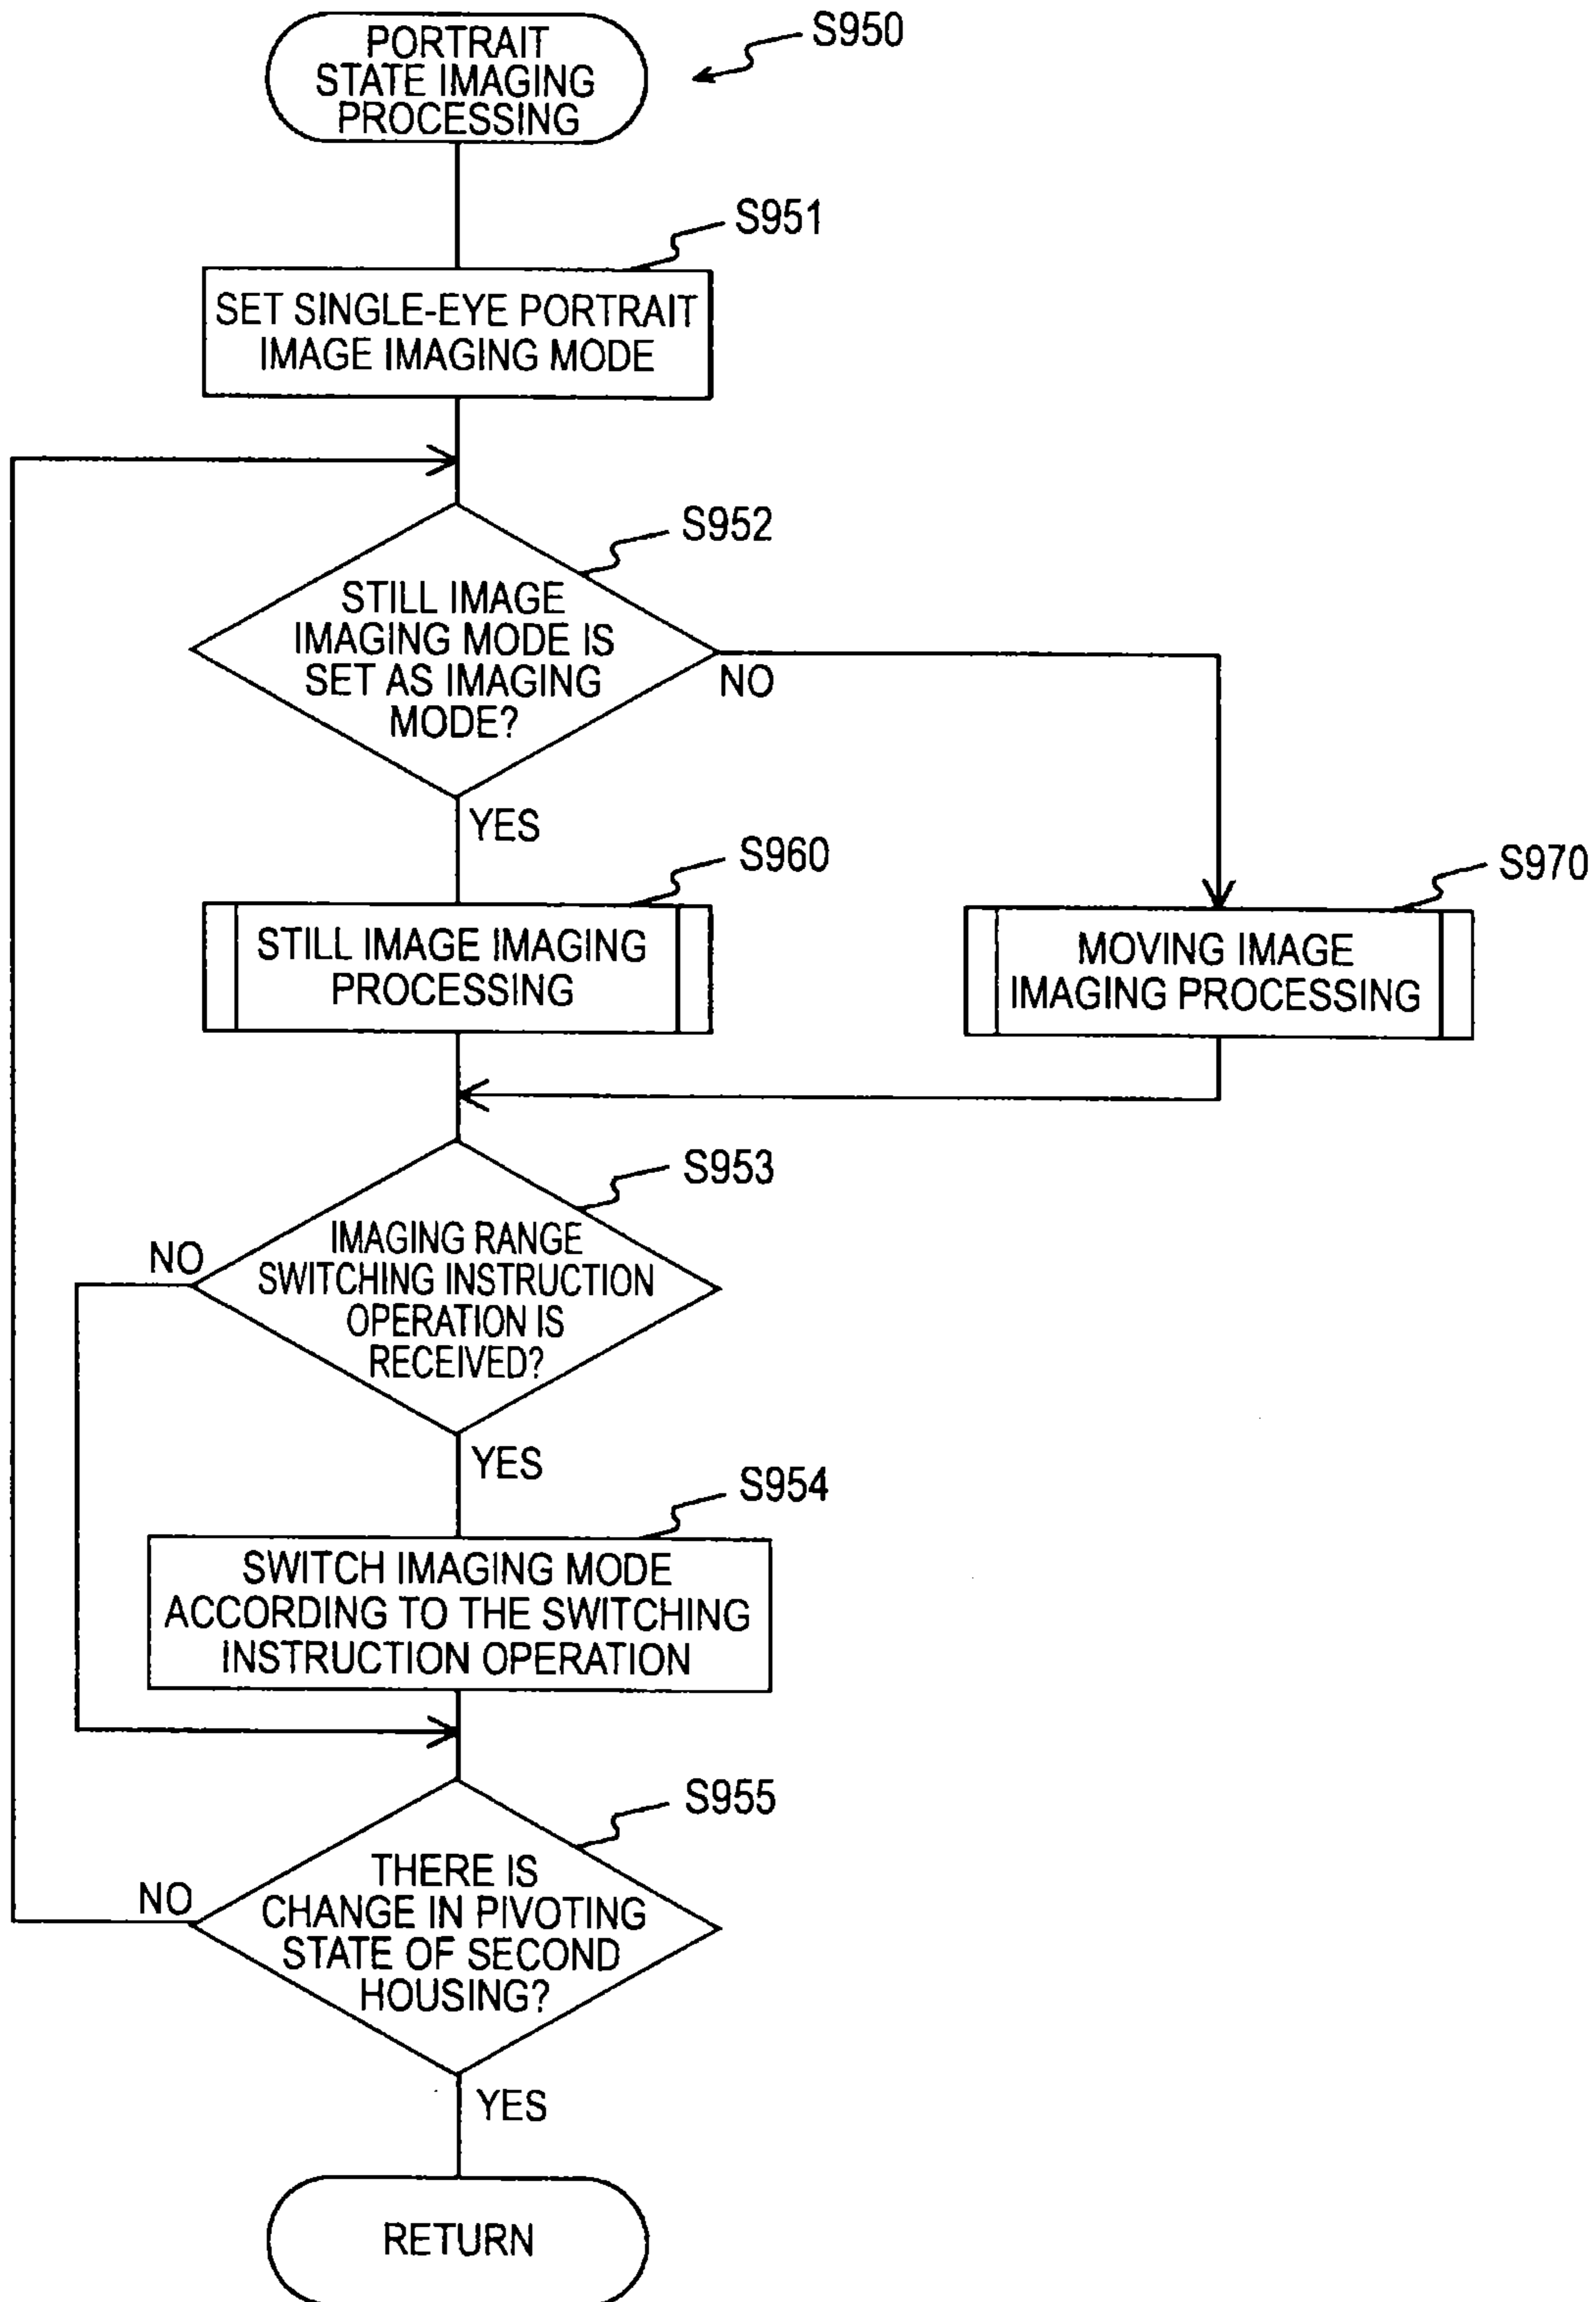 PORTRAIT
STATE IMAGING
PROCESSING
S950
S951
SET SINGLE-EYE PORTRAIT
IMAGE IMAGING MODE
S952
STILL IMAGE
IMAGING MODE IS
SET AS IMAGING
MODE?
NO
YES
S960
STILL IMAGE IMAGING
PROCESSING
S970
MOVING IMAGE
IMAGING PROCESSING
S953
IMAGING RANGE
SWITCHING INSTRUCTION
OPERATION IS
RECEIVED?
NO
YES
S954
SWITCH IMAGING MODE
ACCORDING TO THE SWITCHING
INSTRUCTION OPERATION
S955
THERE IS
CHANGE IN PIVOTING
STATE OF SECOND
HOUSING?
NO
YES
RETURN